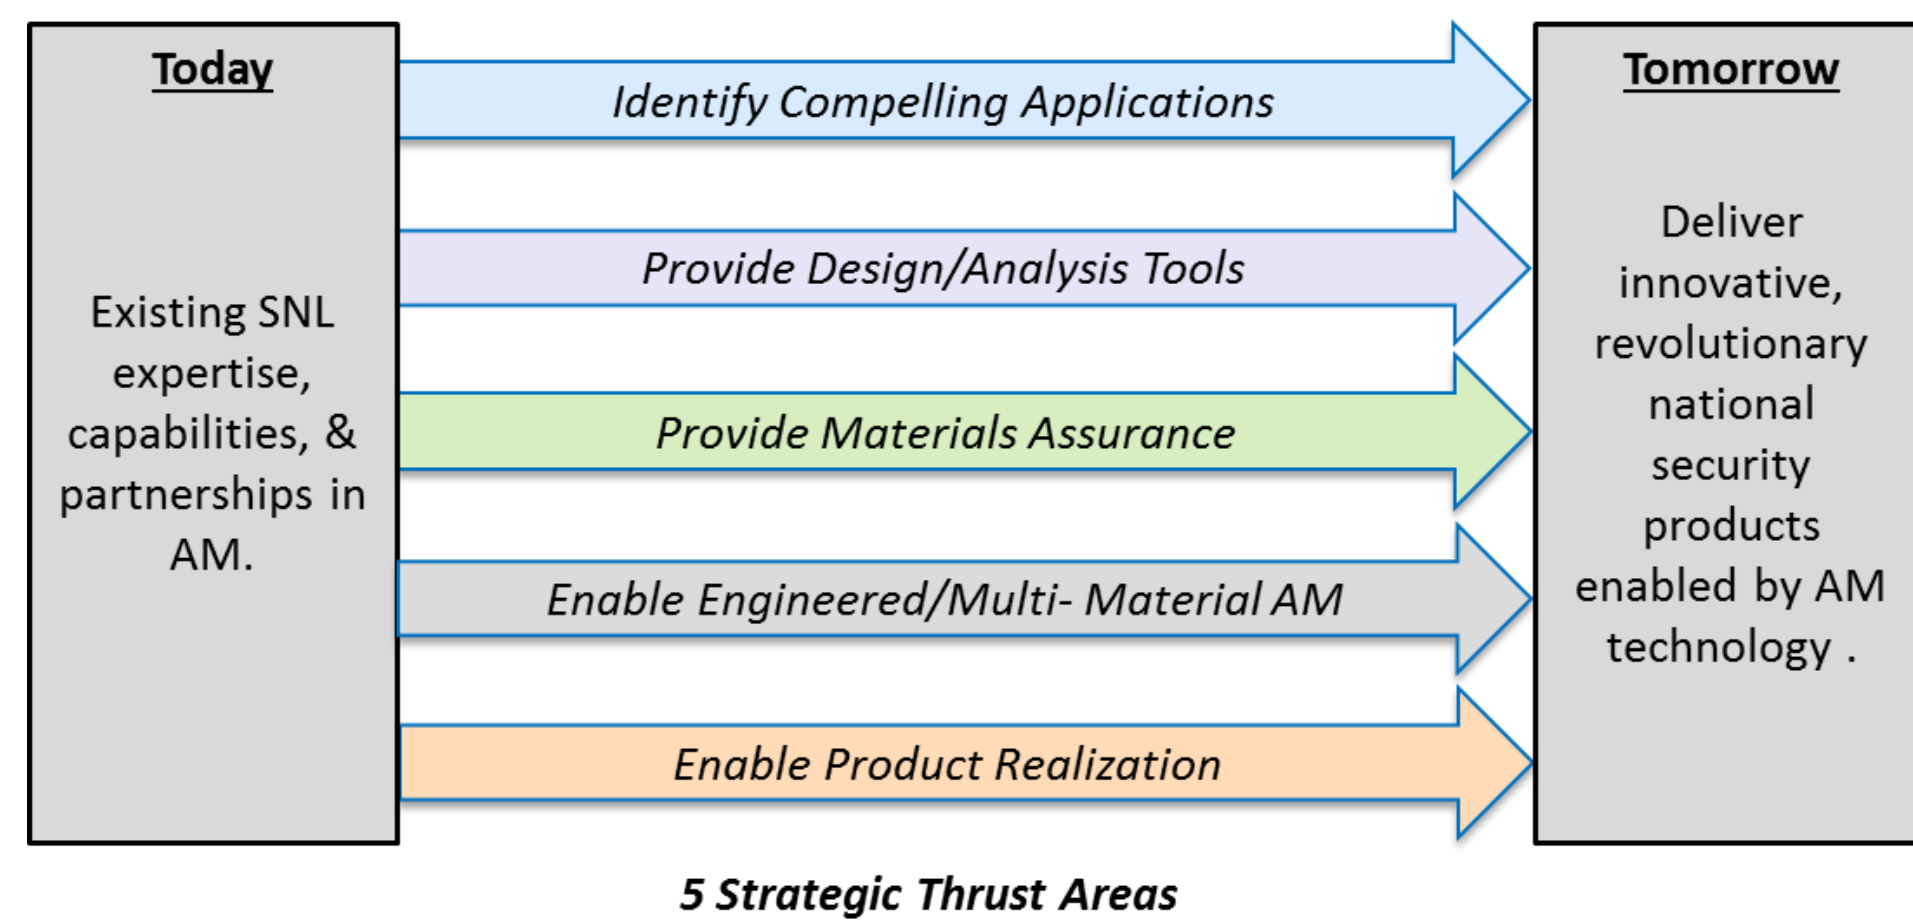 Today
Existing SNL
expertise,
capabilities, &
partnerships in
AM.
Identify Compelling Applications
Provide Design/Analysis Tools
Provide Materials Assurance
Enable Engineered/Multi- Material AM
Enable Product Realization
Tomorrow
Deliver
innovative,
revolutionary
national
security
products
enabled by AM
technology .
5 Strategic Thrust Areas